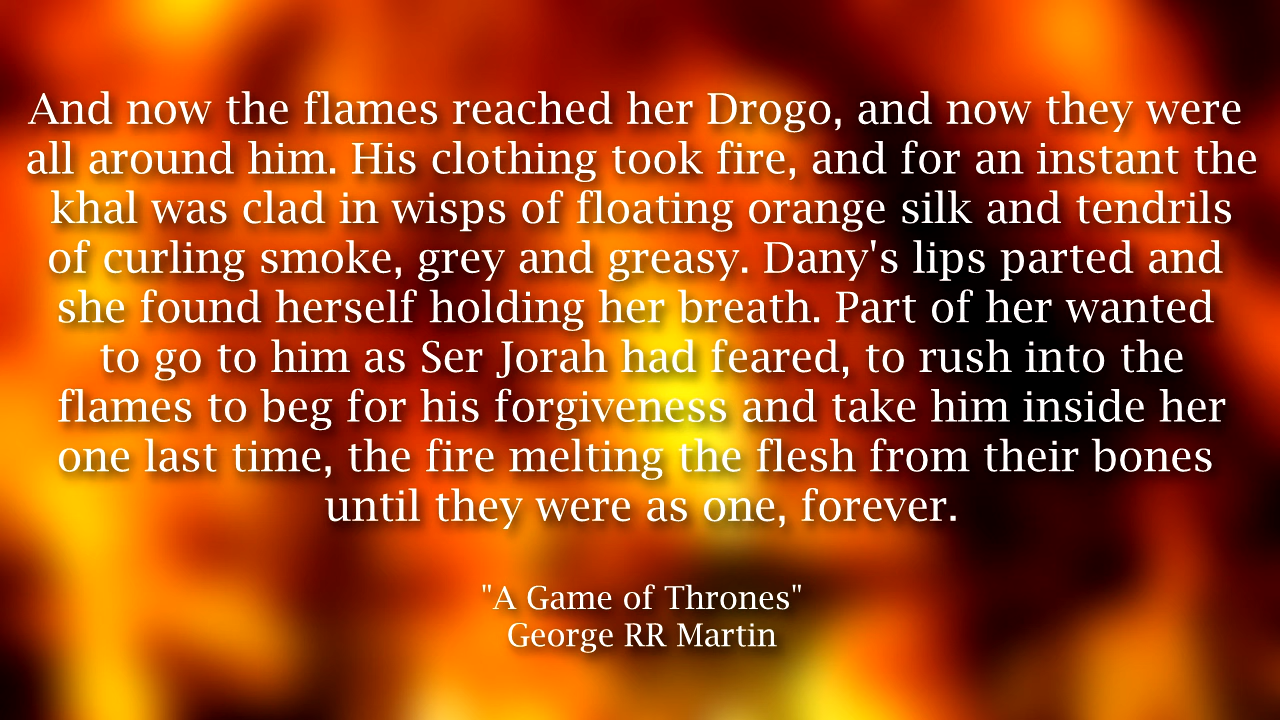 And now the flames reached her Drogo, and now they were
all around him. His clothing took fire, and for an instant the
khal was clad in wisps of floating orange silk and tendrils
of curling smoke, grey and greasy. Dany's lips parted and
she found herself holding her breath. Part of her wanted
to go to him as Ser Jorah had feared, to rush into the
flames to beg for his forgiveness and take him inside her
one last time, the fire melting the flesh from their bones
until they were as one, forever.
"A Game of Thrones"
George RR Martin